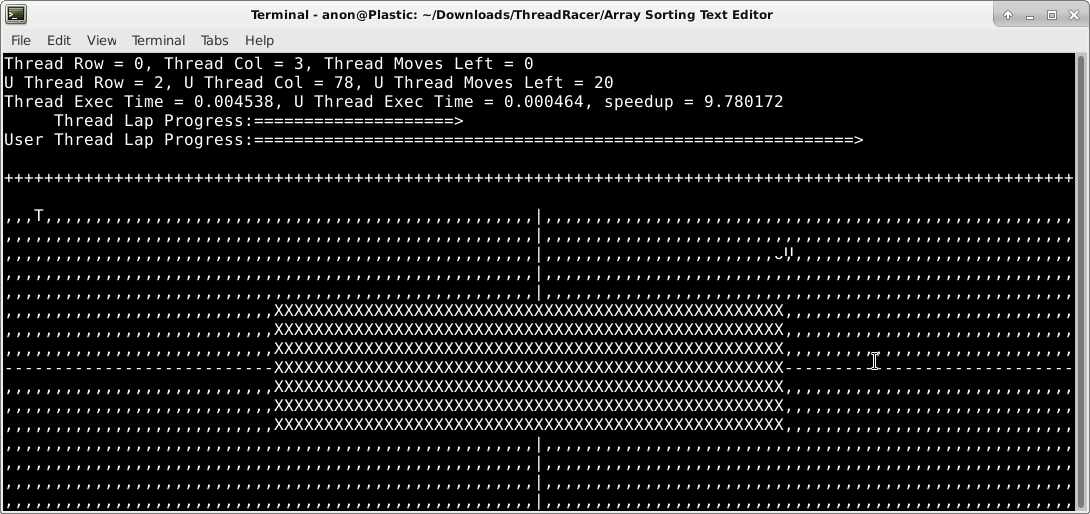 Terminal - anon@Plastic: ~/Downloads/ThreadRacer/Array Sorting Text Editor
File Edit View Terminal Tabs Help
Thread Row = 0, Thread Col = 3, Thread Moves Left = 0
U Thread Row = 2, U Thread Col = 78, U Thread Moves Left = 20
Thread Exec Time = 0.004538, U Thread Exec Time = 0.000464, speedup = 9.780172
     Thread Lap Progress:====================>
User Thread Lap Progress:============================================================>
+++++++++++++++++++++++++++++++++++++++++++++++++++++++++++++++++++++++++++++++++++++++++++++++++++++++++++
,,,T,,,,,,,,,,,,,,,,,,,,,,,,,,,,,,,,,,,,,,,,,,,,,,,,,|,,,,,,,,,,,,,,,,,,,,,,,,,,,,,,,,,,,,,,,,,,,,,,,,,,,,,
,,,,,,,,,,,,,,,,,,,,,,,,,,,,,,,,,,,,,,,,,,,,,,,,,,,,,|,,,,,,,,,,,,,,,,,,,,,,,,,,,,,,,,,,,,,,,,,,,,,,,,,,,,,
,,,,,,,,,,,,,,,,,,,,,,,,,,,,,,,,,,,,,,,,,,,,,,,,,,,,,|,,,,,,,,,,,,,,,,,,,,,,,,U,,,,,,,,,,,,,,,,,,,,,,,,,,,,
,,,,,,,,,,,,,,,,,,,,,,,,,,,,,,,,,,,,,,,,,,,,,,,,,,,,,|,,,,,,,,,,,,,,,,,,,,,,,,,,,,,,,,,,,,,,,,,,,,,,,,,,,,,
,,,,,,,,,,,,,,,,,,,,,,,,,,,,,,,,,,,,,,,,,,,,,,,,,,,,,|,,,,,,,,,,,,,,,,,,,,,,,,,,,,,,,,,,,,,,,,,,,,,,,,,,,,,
,,,,,,,,,,,,,,,,,,,,,,,,,,,XXXXXXXXXXXXXXXXXXXXXXXXXXXXXXXXXXXXXXXXXXXXXXXXXXX,,,,,,,,,,,,,,,,,,,,,,,,,,,,,
,,,,,,,,,,,,,,,,,,,,,,,,,,,XXXXXXXXXXXXXXXXXXXXXXXXXXXXXXXXXXXXXXXXXXXXXXXXXXX,,,,,,,,,,,,,,,,,,,,,,,,,,,,,
,,,,,,,,,,,,,,,,,,,,,,,,,,,XXXXXXXXXXXXXXXXXXXXXXXXXXXXXXXXXXXXXXXXXXXXXXXXXXX,,,,,,,,,,,,,,,,,,,,,,,,,,,,,
---------------------------XXXXXXXXXXXXXXXXXXXXXXXXXXXXXXXXXXXXXXXXXXXXXXXXXXX-----------------------------
,,,,,,,,,,,,,,,,,,,,,,,,,,,XXXXXXXXXXXXXXXXXXXXXXXXXXXXXXXXXXXXXXXXXXXXXXXXXXX,,,,,,,,,,,,,,,,,,,,,,,,,,,,,
,,,,,,,,,,,,,,,,,,,,,,,,,,,XXXXXXXXXXXXXXXXXXXXXXXXXXXXXXXXXXXXXXXXXXXXXXXXXXX,,,,,,,,,,,,,,,,,,,,,,,,,,,,,
,,,,,,,,,,,,,,,,,,,,,,,,,,,XXXXXXXXXXXXXXXXXXXXXXXXXXXXXXXXXXXXXXXXXXXXXXXXXXX,,,,,,,,,,,,,,,,,,,,,,,,,,,,,
,,,,,,,,,,,,,,,,,,,,,,,,,,,,,,,,,,,,,,,,,,,,,,,,,,,,,|,,,,,,,,,,,,,,,,,,,,,,,,,,,,,,,,,,,,,,,,,,,,,,,,,,,,,
,,,,,,,,,,,,,,,,,,,,,,,,,,,,,,,,,,,,,,,,,,,,,,,,,,,,,|,,,,,,,,,,,,,,,,,,,,,,,,,,,,,,,,,,,,,,,,,,,,,,,,,,,,,
,,,,,,,,,,,,,,,,,,,,,,,,,,,,,,,,,,,,,,,,,,,,,,,,,,,,,|,,,,,,,,,,,,,,,,,,,,,,,,,,,,,,,,,,,,,,,,,,,,,,,,,,,,,
,,,,,,,,,,,,,,,,,,,,,,,,,,,,,,,,,,,,,,,,,,,,,,,,,,,,,|,,,,,,,,,,,,,,,,,,,,,,,,,,,,,,,,,,,,,,,,,,,,,,,,,,,,,